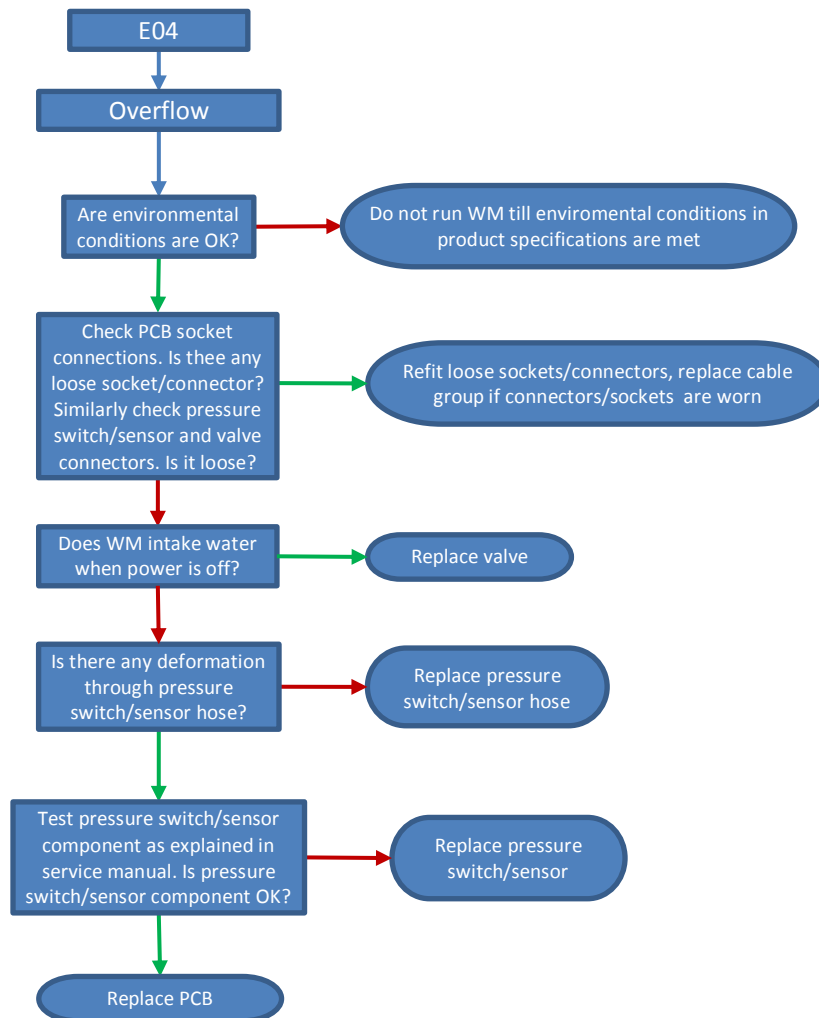 E04
Overflow
Are environmental
conditions are OK?
Do not run WM till enviromental conditions in
product specifications are met
Check PCB socket
connections. Is thee any
loose socket/connector?
Similarly check pressure
switch/sensor and valve
connectors. Is it loose?
Refit loose sockets/connectors, replace cable
group if connectors/sockets are worn
Does WM intake water
when power is off?
Replace valve
Is there any deformation
through pressure
switch/sensor hose?
Replace pressure
switch/sensor hose
Test pressure switch/sensor
component as explained in
service manual. Is pressure
switch/sensor component OK?
Replace pressure
switch/sensor
Replace PCB